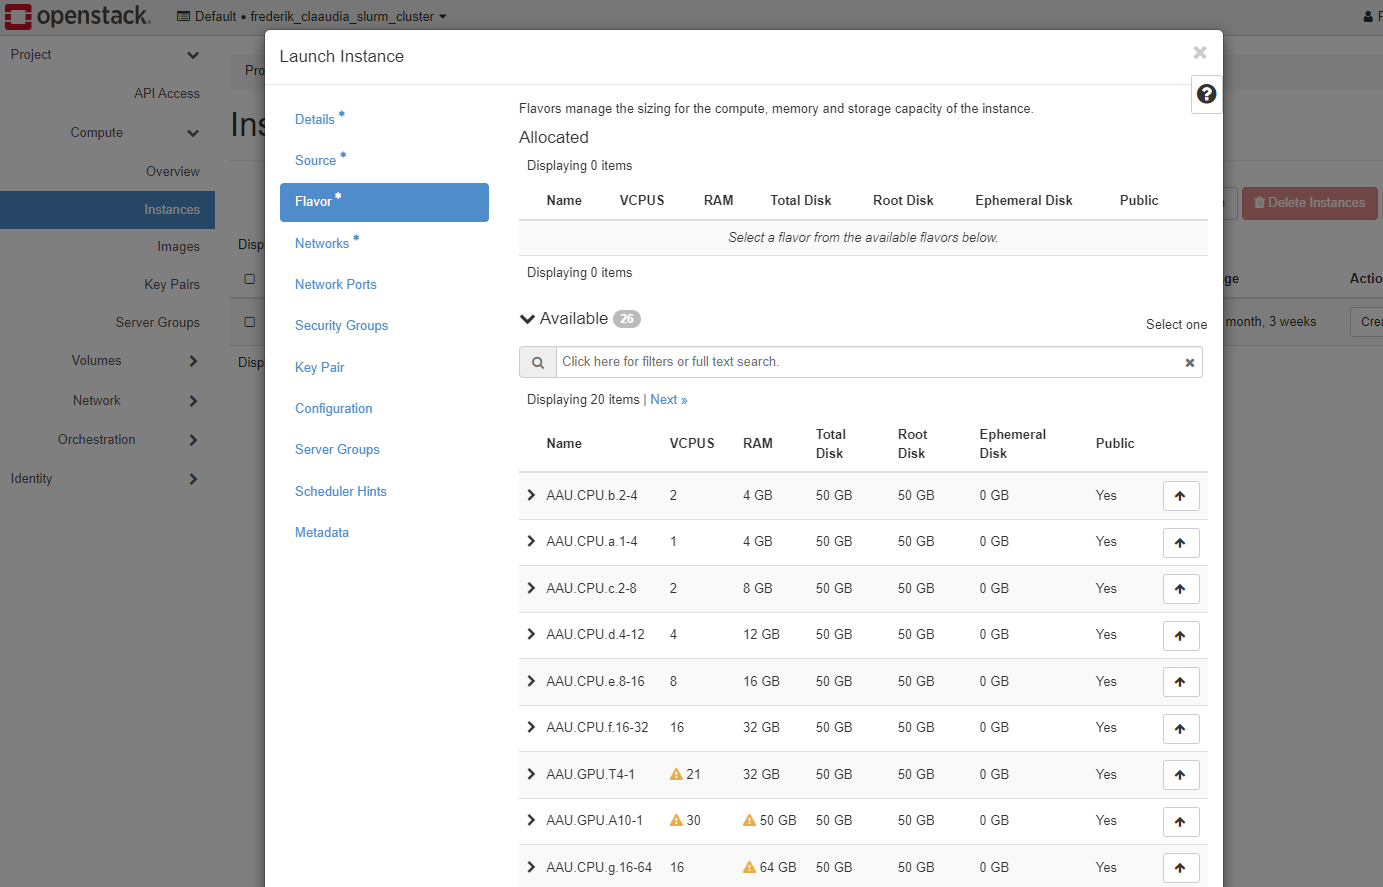 openstack.
Default • frederik_claaudia_slurm_cluster
Project
API Access
Compute
Overview
Instances
Images
Key Pairs
Server Groups
Volumes
Network
Orchestration
Identity
Pro
Ins
Delete Instances
Disp
ge
Actio
month, 3 weeks
Crea
Disp
Launch Instance
Details *
Source *
Flavor *
Networks *
Network Ports
Security Groups
Key Pair
Configuration
Server Groups
Scheduler Hints
Metadata
Flavors manage the sizing for the compute, memory and storage capacity of the instance.
Allocated
Displaying 0 items
Name VCPUS RAM Total Disk Root Disk Ephemeral Disk Public
Select a flavor from the available flavors below.
Displaying 0 items
Available 26
Select one
Click here for filters or full text search.
Displaying 20 items | Next »
Name VCPUS RAM Total Disk Root Disk Ephemeral Disk Public
AAU.CPU.b.2-4 2 4 GB 50 GB 50 GB 0 GB Yes
AAU.CPU.a.1-4 1 4 GB 50 GB 50 GB 0 GB Yes
AAU.CPU.c.2-8 2 8 GB 50 GB 50 GB 0 GB Yes
AAU.CPU.d.4-12 4 12 GB 50 GB 50 GB 0 GB Yes
AAU.CPU.e.8-16 8 16 GB 50 GB 50 GB 0 GB Yes
AAU.CPU.f.16-32 16 32 GB 50 GB 50 GB 0 GB Yes
AAU.GPU.T4-1 21 32 GB 50 GB 50 GB 0 GB Yes
AAU.GPU.A10-1 30 50 GB 50 GB 50 GB 0 GB Yes
AAU.CPU.g.16-64 16 64 GB 50 GB 50 GB 0 GB Yes